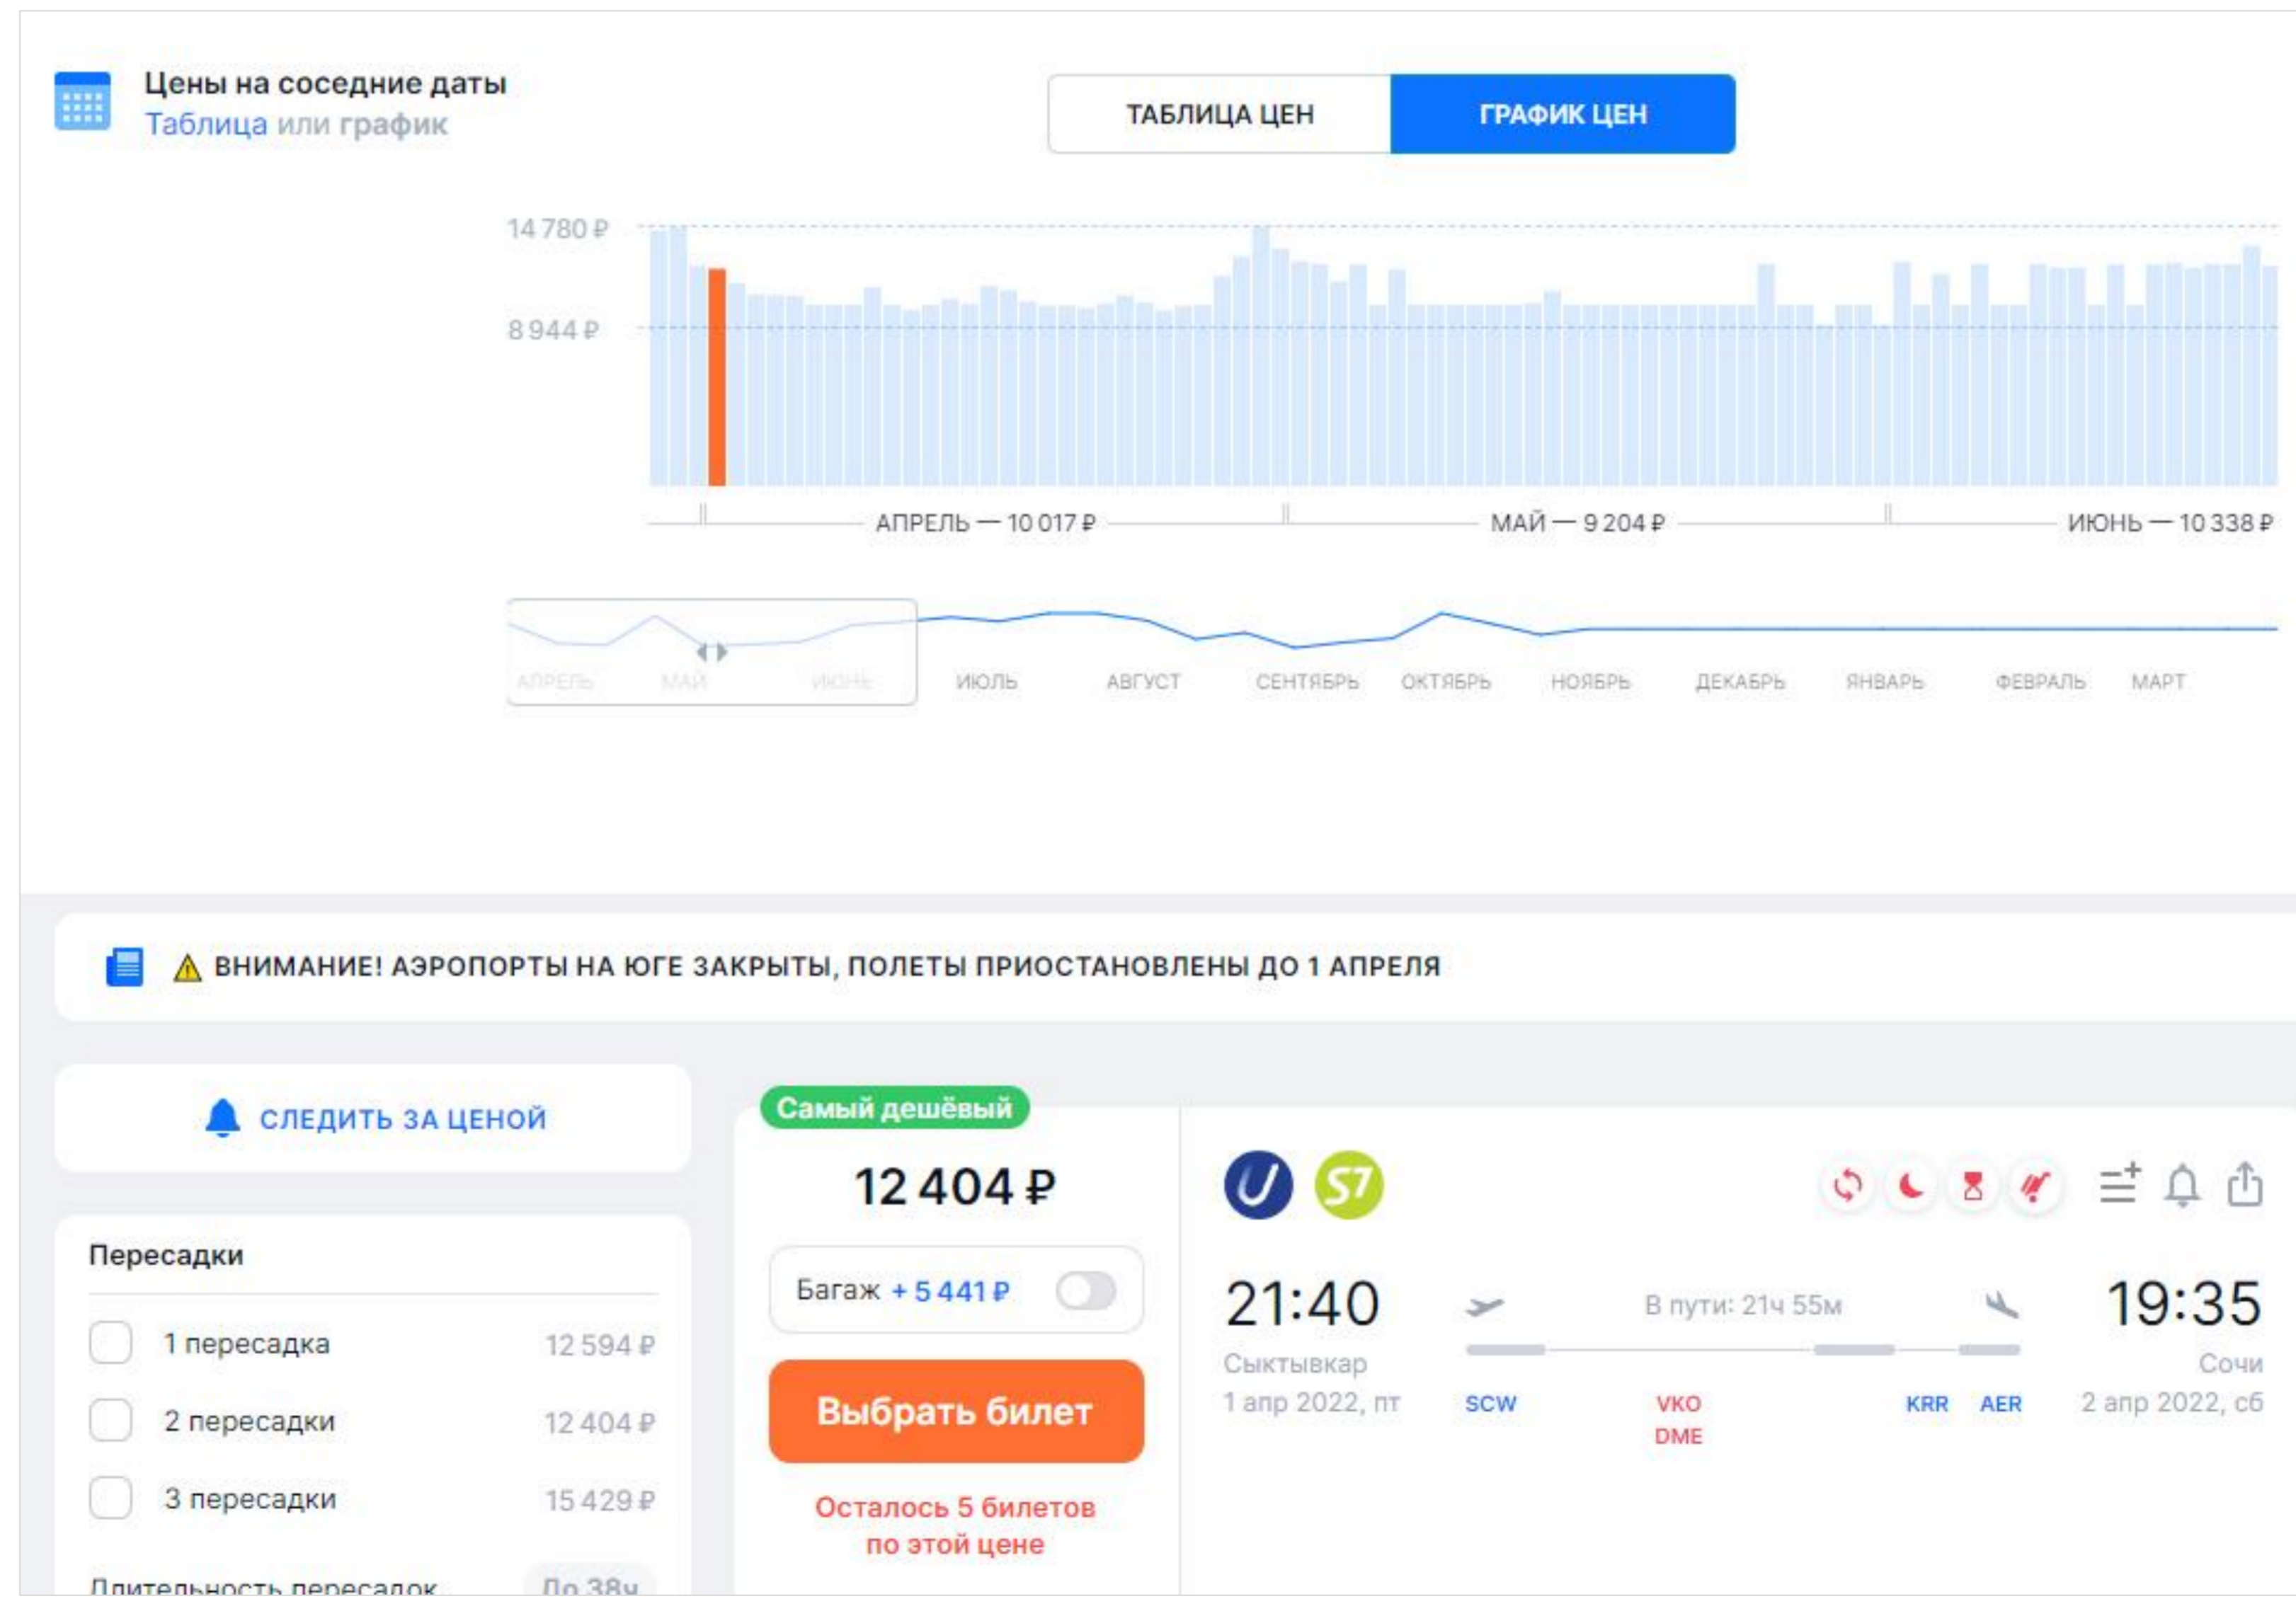 Цены на соседние даты
Таблица или график
ТАБЛИЦА ЦЕН
ГРАФИК ЦЕН
14 780 ₽
8 944 ₽
АПРЕЛЬ — 10 017 ₽
МАЙ — 9 204 ₽
ИЮНЬ — 10 338 ₽
АПРЕЛЬ
МАЙ
ИЮНЬ
ИЮЛЬ
АВГУСТ
СЕНТЯБРЬ
ОКТЯБРЬ
НОЯБРЬ
ДЕКАБРЬ
ЯНВАРЬ
ФЕВРАЛЬ
МАРТ
ВНИМАНИЕ! АЭРОПОРТЫ НА ЮГЕ ЗАКРЫТЫ, ПОЛЕТЫ ПРИОСТАНОВЛЕНЫ ДО 1 АПРЕЛЯ
СЛЕДИТЬ ЗА ЦЕНОЙ
Пересадки
1 пересадка 12 594 ₽
2 пересадки 12 404 ₽
3 пересадки 15 429 ₽
Длительность пересадок До 38ч
Самый дешёвый
12 404 ₽
Багаж + 5 441 ₽
Выбрать билет
Осталось 5 билетов
по этой цене
S7
21:40
Сыктывкар
1 апр 2022, пт
В пути: 21ч 55м
SCW
VKO
DME
KRR
AER
19:35
Сочи
2 апр 2022, сб